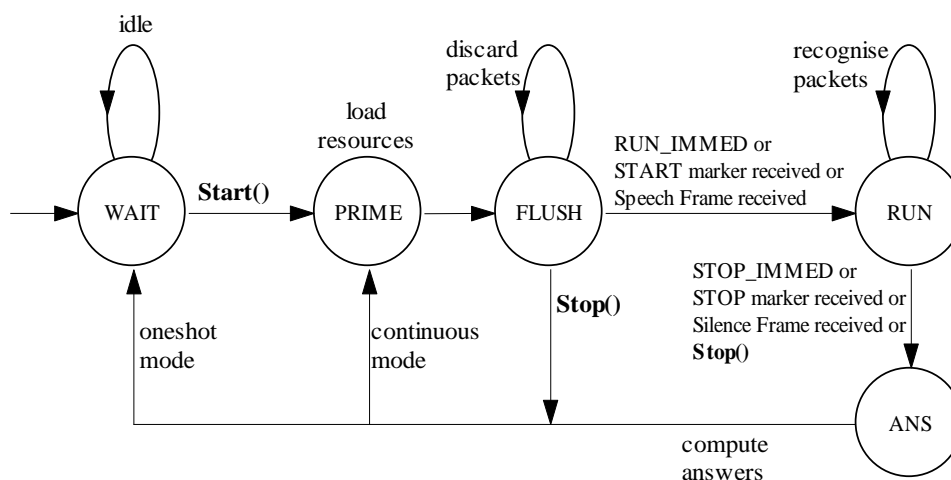 idle
discard
packets
recognise
packets
load
resources
RUN_IMMED or
START marker received or
Speech Frame received
Start()
WAIT
PRIME
FLUSH
RUN
STOP_IMMED or
STOP marker received or
Silence Frame received or
Stop()
Stop()
oneshot
mode
continuous
mode
ANS
compute
answers